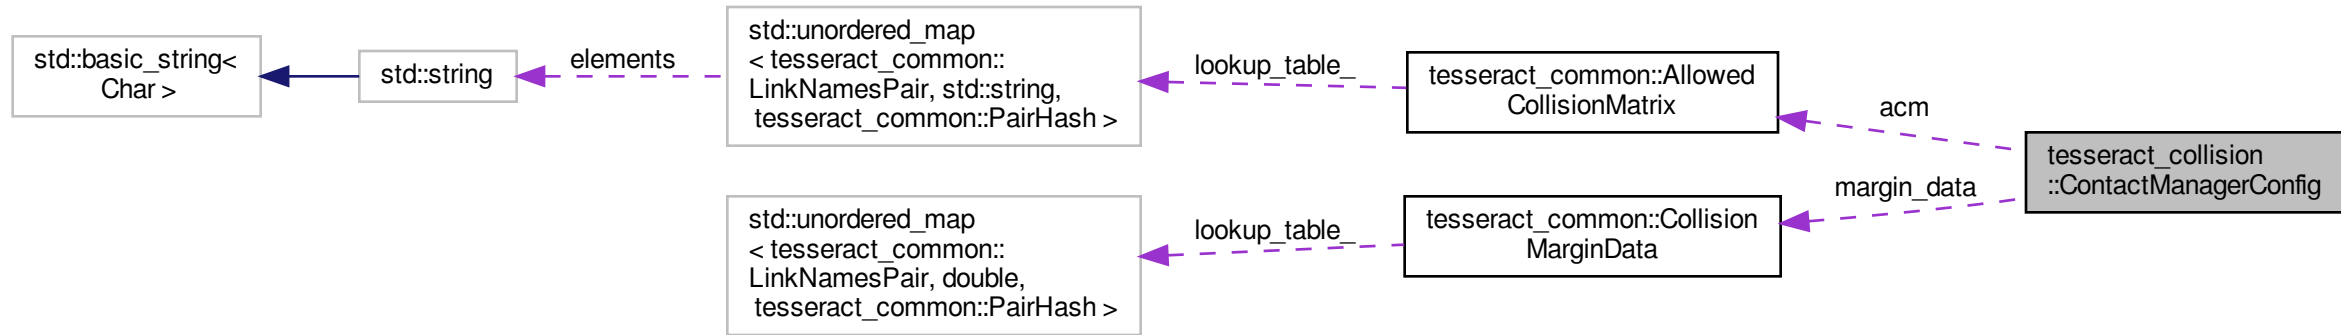 std::basic_string<
Char >
std::string
elements
std::unordered_map
< tesseract_common::
LinkNamesPair, std::string,
tesseract_common::PairHash >
lookup_table_
tesseract_common::Allowed
CollisionMatrix
acm
tesseract_collision
::ContactManagerConfig
std::unordered_map
< tesseract_common::
LinkNamesPair, double,
tesseract_common::PairHash >
lookup_table_
tesseract_common::Collision
MarginData
margin_data